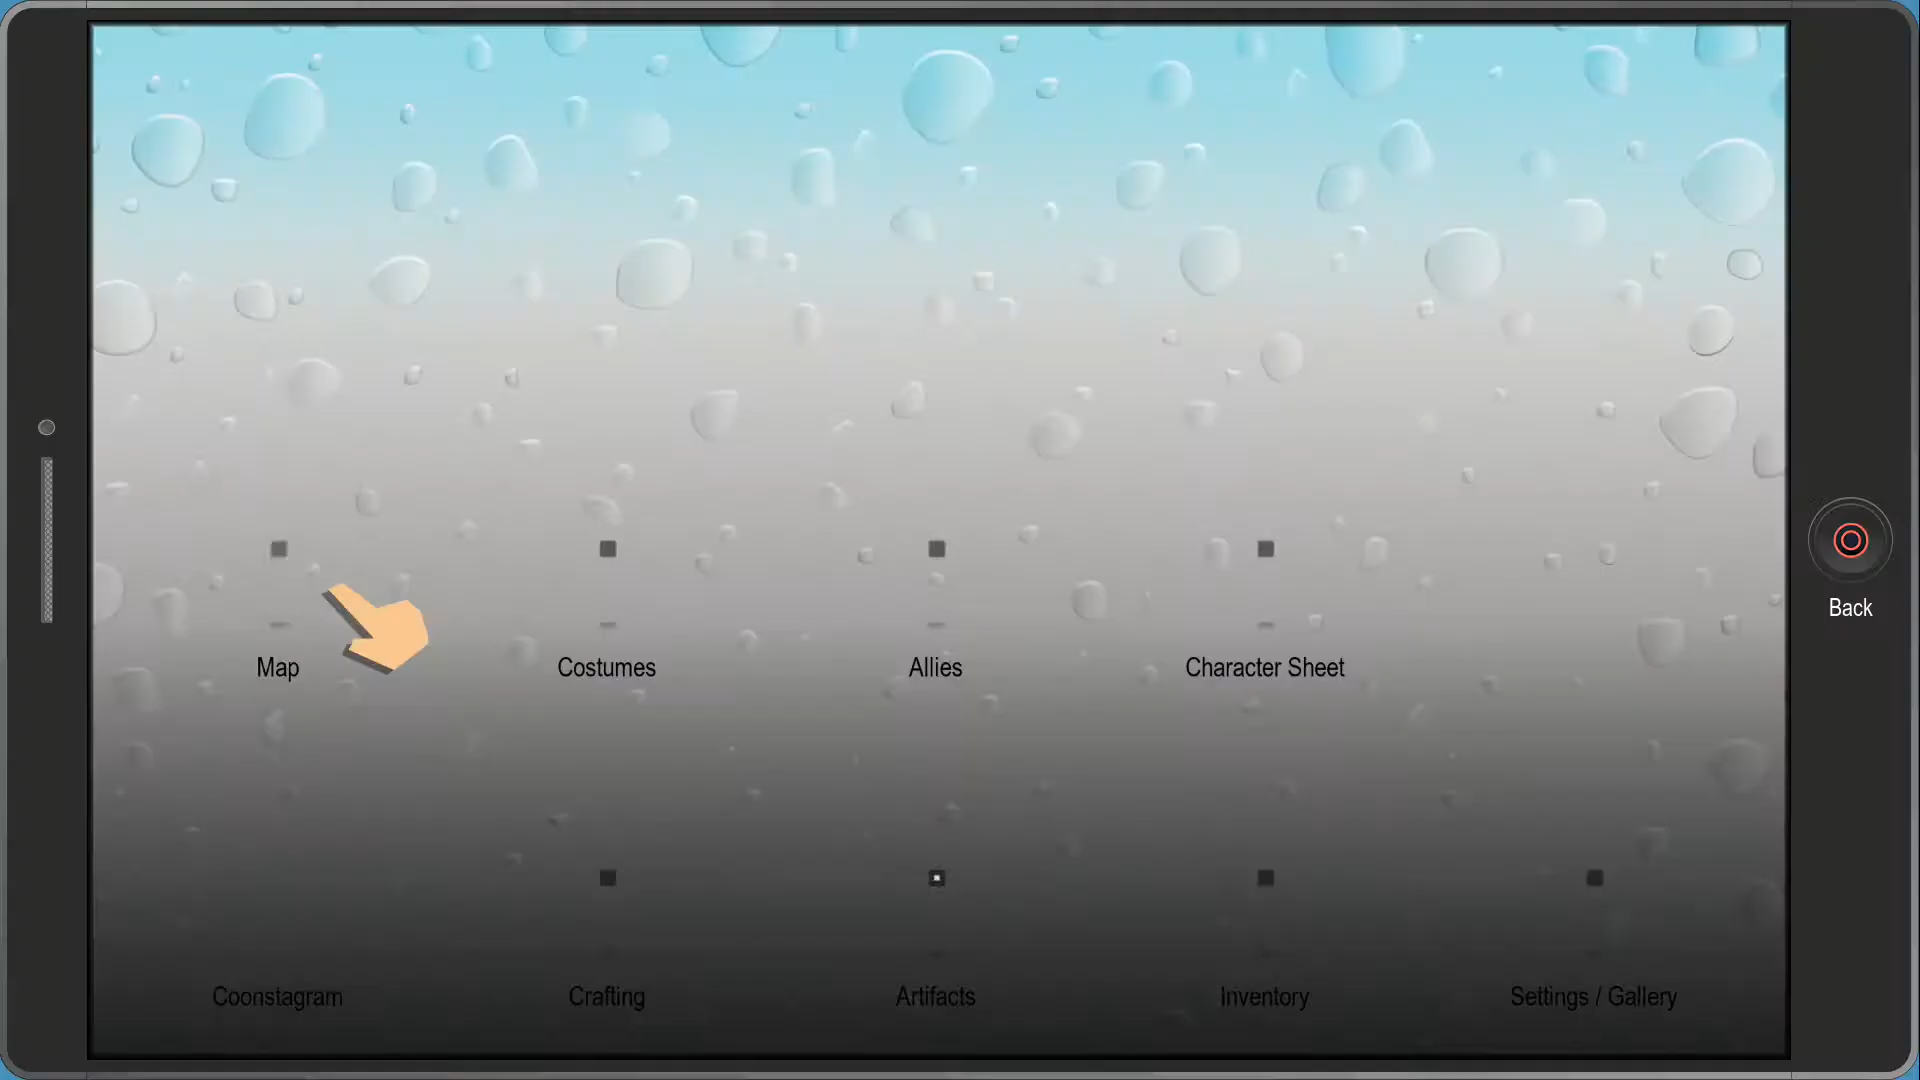 Map
Costumes
Allies
Character Sheet
Back
Coonstagram
Crafting
Artifacts
Inventory
Settings / Gallery